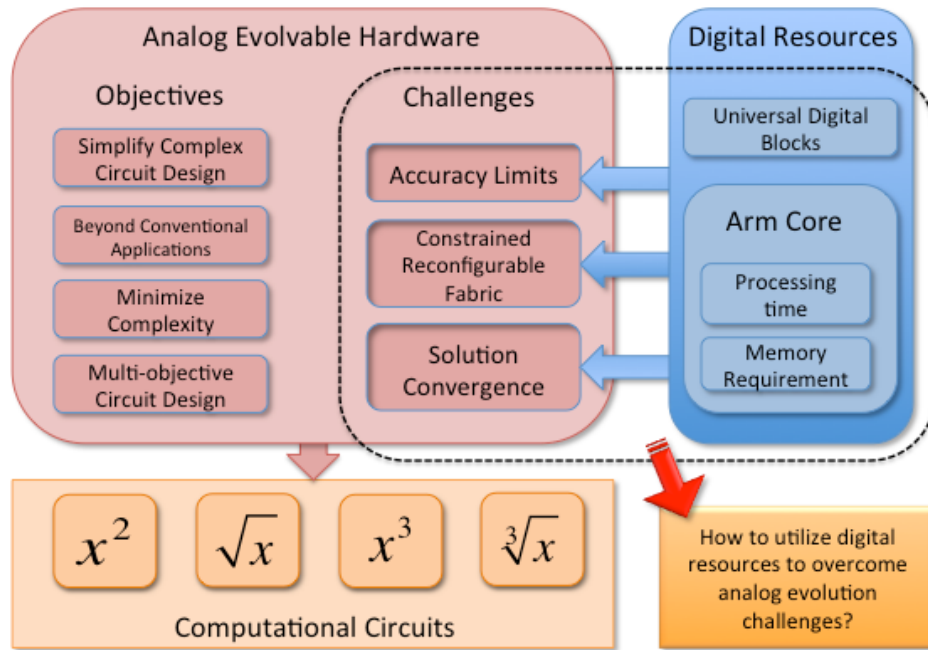 Analog Evolvable Hardware
Objectives
Simplify Complex
Circuit Design
Beyond Conventional
Applications
Minimize
Complexity
Multi-objective
Circuit Design
Challenges
Accuracy Limits
Constrained
Reconfigurable
Fabric
Solution
Convergence
Digital Resources
Universal Digital
Blocks
Arm Core
Processing
time
Memory
Requirement
x²
√x
x³
∛x
Computational Circuits
How to utilize digital
resources to overcome
analog evolution
challenges?